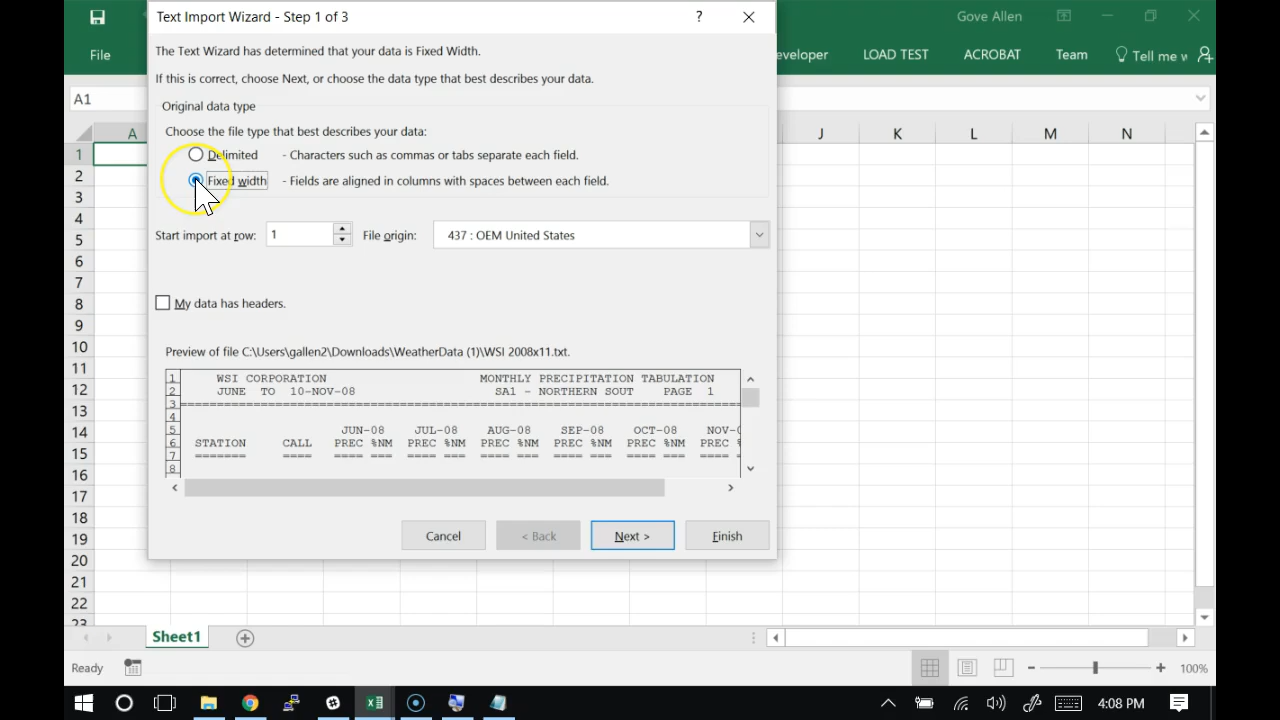 Text Import Wizard - Step 1 of 3
?
Gove Allen
File
eveloper
LOAD TEST
ACROBAT
Team
Tell me
The Text Wizard has determined that your data is Fixed Width.
If this is correct, choose Next, or choose the data type that best describes your data.
A1
Original data type
Choose the file type that best describes your data:
A
J
K
L
M
N
Delimited - Characters such as commas or tabs separate each field.
Fixed width - Fields are aligned in columns with spaces between each field.
Start import at row: 1
File origin: 437 : OEM United States
My data has headers.
Preview of file C:\Users\gallen2\Downloads\WeatherData (1)\WSI 2008x11.txt.
1 WSI CORPORATION MONTHLY PRECIPITATION TABULATION
2 JUNE TO 10-NOV-08 SA1 - NORTHERN SOUT PAGE 1
3 ============================================================
4
5 JUN-08 JUL-08 AUG-08 SEP-08 OCT-08 NOV-
6 STATION CALL PREC %NM PREC %NM PREC %NM PREC %NM PREC %NM PREC
7 ======= ==== ==== === ==== === ==== === ==== === ==== === ====
8
Cancel
< Back
Next >
Finish
1
2
3
4
5
6
7
8
9
10
11
12
13
14
15
16
17
18
19
20
21
22
23
Sheet1
Ready
100%
4:08 PM